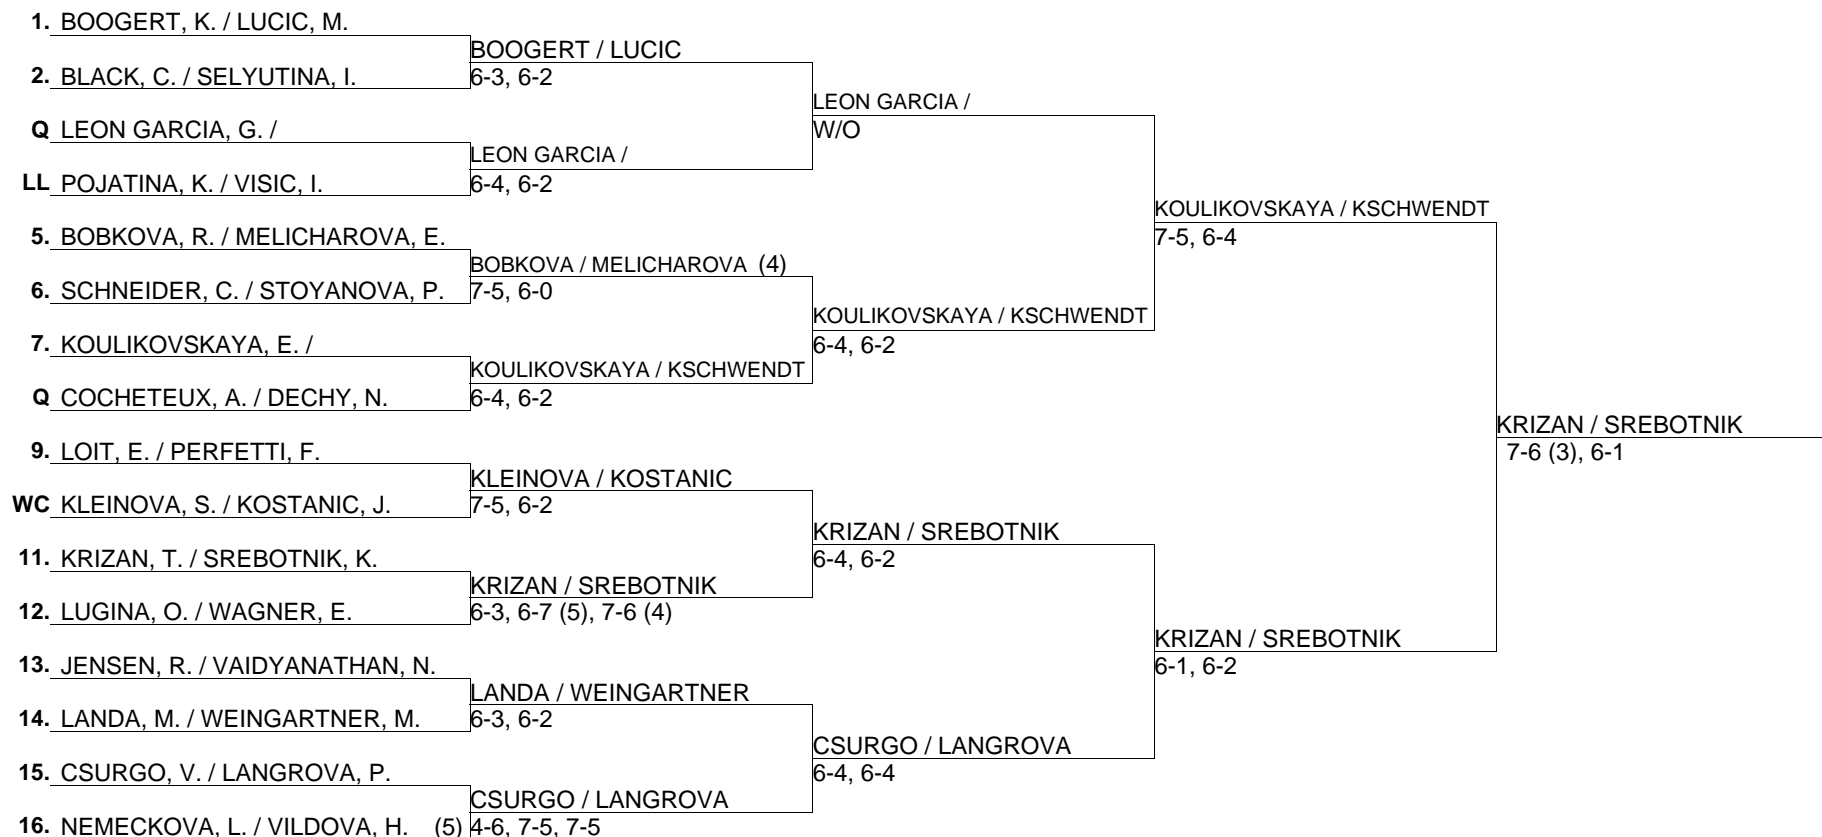 1. BOOGERT, K. / LUCIC, M.
BOOGERT / LUCIC
2. BLACK, C. / SELYUTINA, I.
6-3, 6-2
LEON GARCIA /
Q LEON GARCIA, G. /
W/O
LEON GARCIA /
LL POJATINA, K. / VISIC, I.
6-4, 6-2
KOULIKOVSKAYA / KSCHWENDT
5. BOBKOVA, R. / MELICHAROVA, E.
7-5, 6-4
BOBKOVA / MELICHAROVA (4)
6. SCHNEIDER, C. / STOYANOVA, P.
7-5, 6-0
KOULIKOVSKAYA / KSCHWENDT
7. KOULIKOVSKAYA, E. /
6-4, 6-2
KOULIKOVSKAYA / KSCHWENDT
Q COCHETEUX, A. / DECHY, N.
6-4, 6-2
KRIZAN / SREBOTNIK
9. LOIT, E. / PERFETTI, F.
7-6 (3), 6-1
KLEINOVA / KOSTANIC
WC KLEINOVA, S. / KOSTANIC, J.
7-5, 6-2
KRIZAN / SREBOTNIK
11. KRIZAN, T. / SREBOTNIK, K.
6-4, 6-2
KRIZAN / SREBOTNIK
12. LUGINA, O. / WAGNER, E.
6-3, 6-7 (5), 7-6 (4)
KRIZAN / SREBOTNIK
13. JENSEN, R. / VAIDYANATHAN, N.
6-1, 6-2
LANDA / WEINGARTNER
14. LANDA, M. / WEINGARTNER, M.
6-3, 6-2
CSURGO / LANGROVA
15. CSURGO, V. / LANGROVA, P.
6-4, 6-4
CSURGO / LANGROVA
16. NEMECKOVA, L. / VILDOVA, H. (5)
4-6, 7-5, 7-5